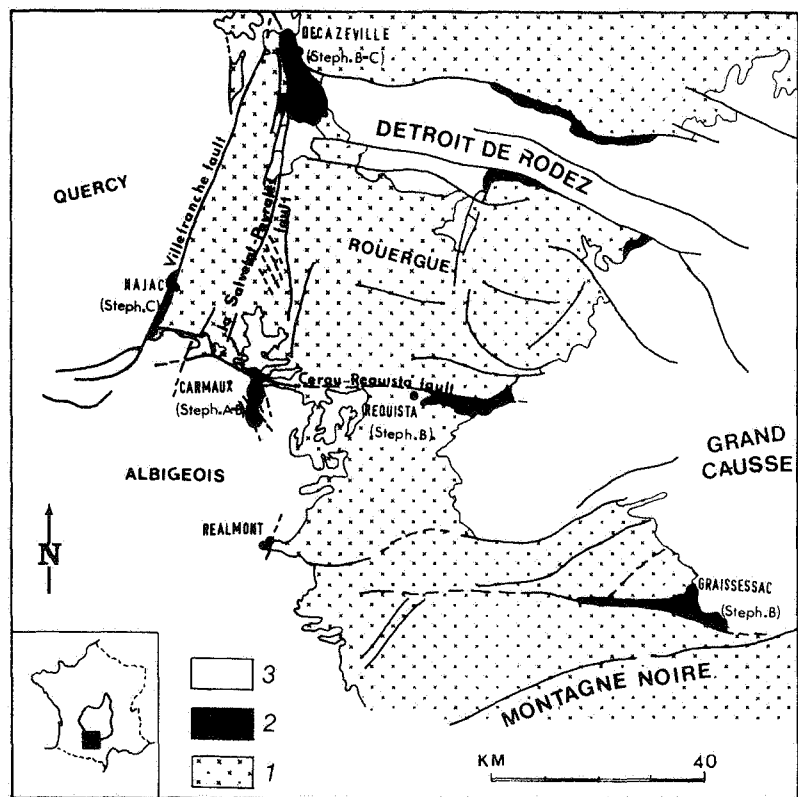 DECAZEVILLE
(Steph.B-C)
DETROIT DE RODEZ
QUERCY
Villefranche fault
la Salvetat-Peyralès fault
ROUERGUE
NAJAC
(Steph.C)
CARMAUX
(Steph.A-B)
Cerou-Requista fault
REQUISTA
(Steph.B)
GRAND
CAUSSE
ALBIGEOIS
REALMONT
N
GRAISSESSAC
(Steph.B)
MONTAGNE NOIRE
3
2
1
KM 40